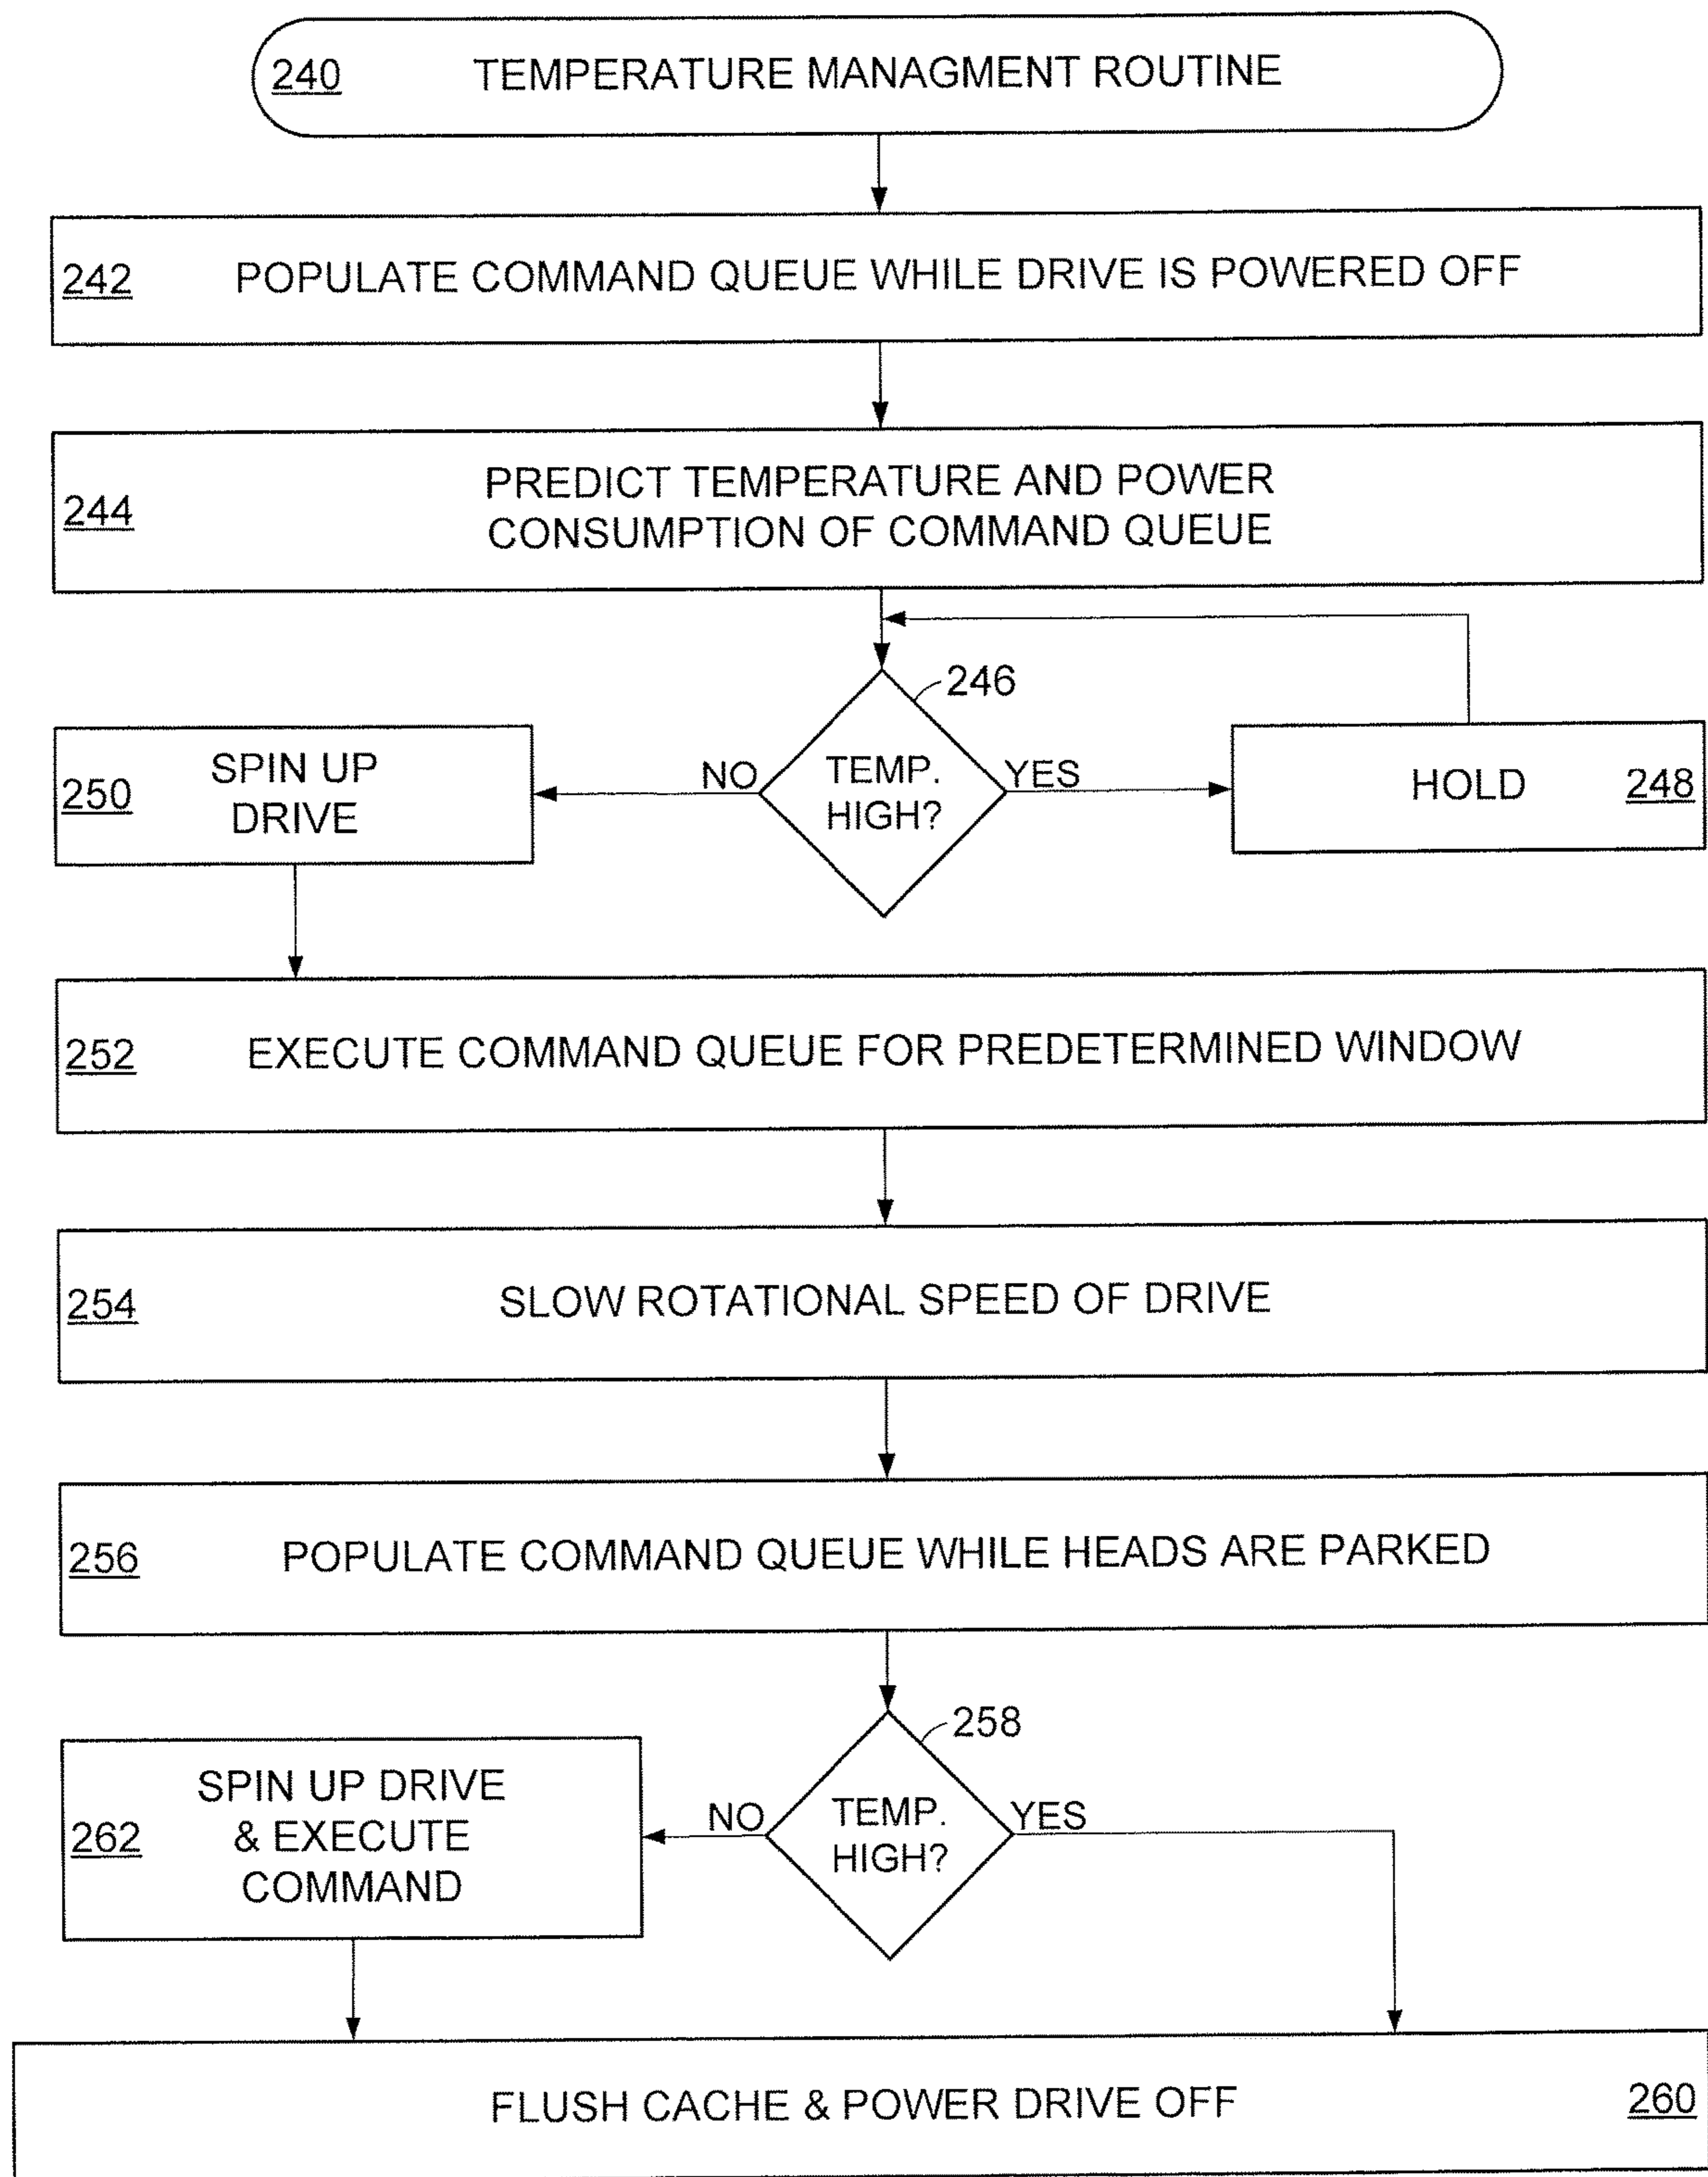 240 TEMPERATURE MANAGMENT ROUTINE
242 POPULATE COMMAND QUEUE WHILE DRIVE IS POWERED OFF
244 PREDICT TEMPERATURE AND POWER
CONSUMPTION OF COMMAND QUEUE
246
TEMP.
HIGH?
NO
YES
250 SPIN UP
DRIVE
HOLD 248
252 EXECUTE COMMAND QUEUE FOR PREDETERMINED WINDOW
254 SLOW ROTATIONAL SPEED OF DRIVE
256 POPULATE COMMAND QUEUE WHILE HEADS ARE PARKED
258
TEMP.
HIGH?
NO
YES
262 SPIN UP DRIVE
& EXECUTE
COMMAND
FLUSH CACHE & POWER DRIVE OFF 260